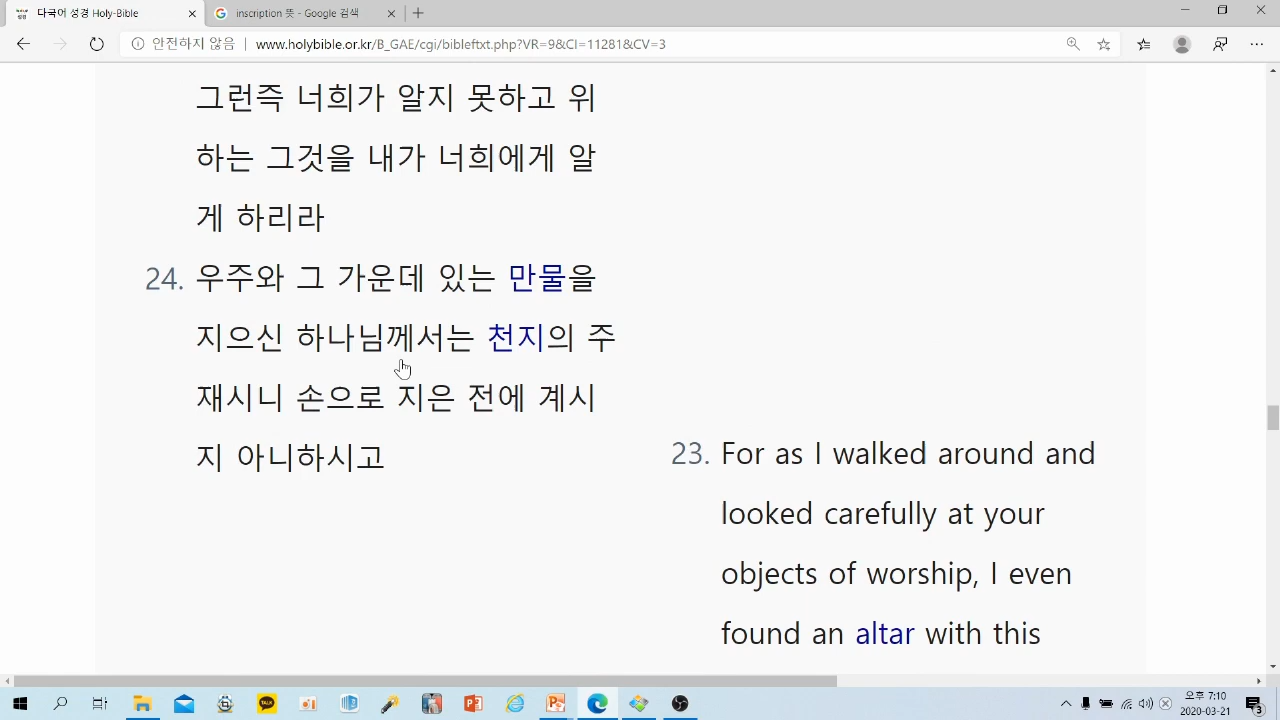 다국어 성경 Holy-Bible
inscription 뜻 - Google 검색
안전하지 않음 | www.holybible.or.kr/B_GAE/cgi/bibleftxt.php?VR=9&CI=11281&CV=3
그런즉 너희가 알지 못하고 위
하는 그것을 내가 너희에게 알
게 하리라
24. 우주와 그 가운데 있는 만물을
지으신 하나님께서는 천지의 주
재시니 손으로 지은 전에 계시
지 아니하시고
23. For as I walked around and
looked carefully at your
objects of worship, I even
found an altar with this
TALK
오후 7:10
2020-03-21
3